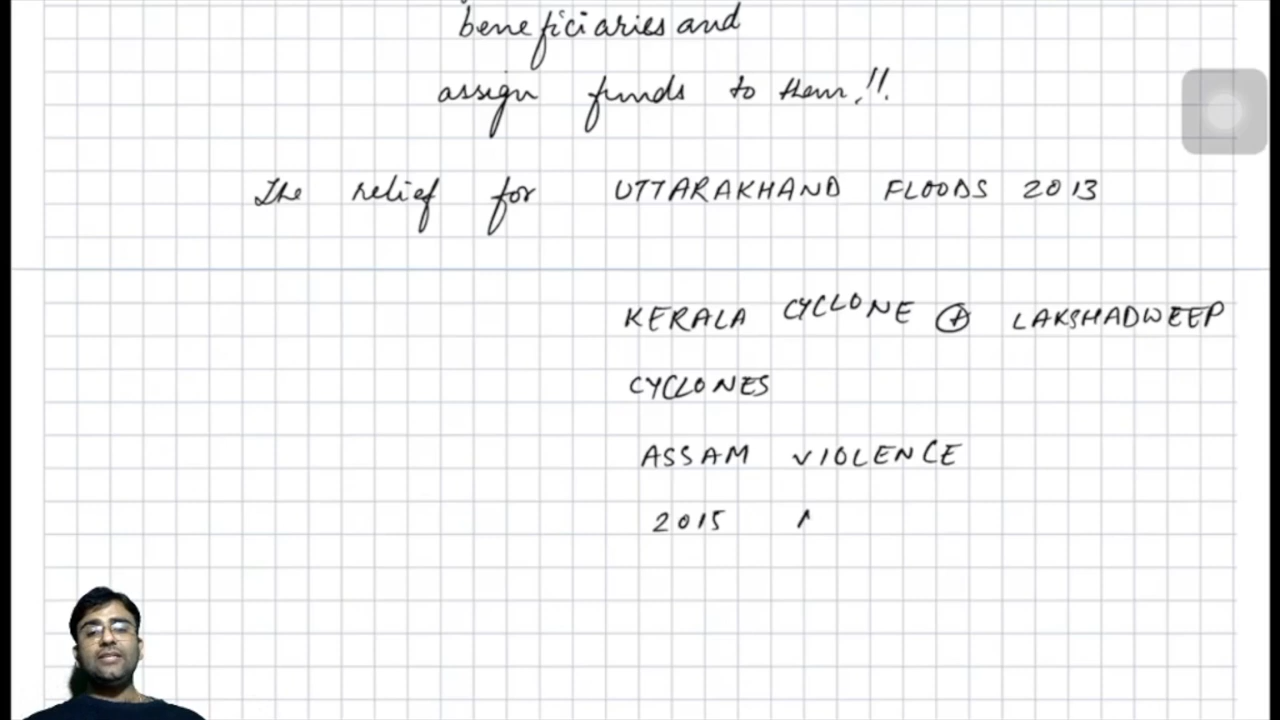 beneficiaries and
assign funds to them!!.
The relief for UTTARAKHAND FLOODS 2013
KERALA CYCLONE + LAKSHADWEEP
CYCLONES
ASSAM VIOLENCE
2015